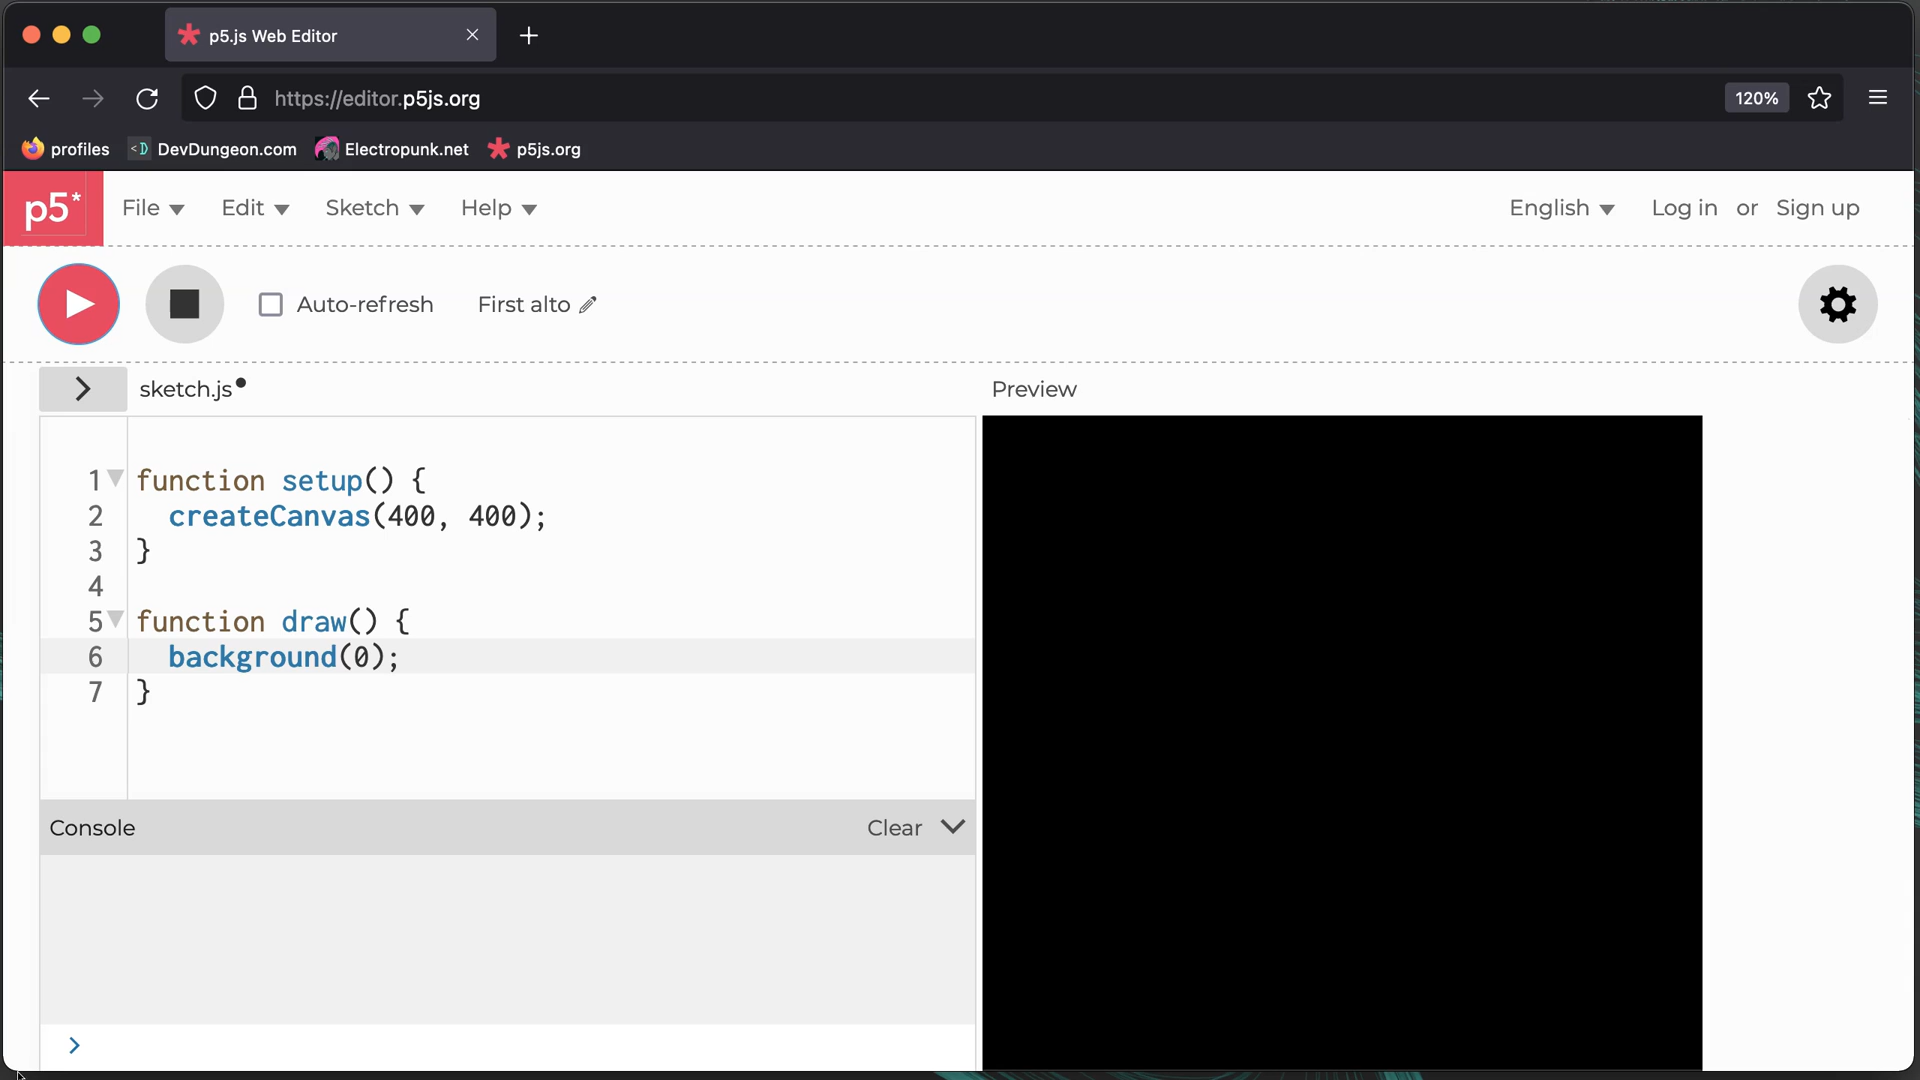 p5.js Web Editor
https://editor.p5js.org
120%
profiles
<D DevDungeon.com
Electropunk.net
p5js.org
p5*
File
Edit
Sketch
Help
English
Log in or Sign up
Auto-refresh
First alto
sketch.js
Preview
1 function setup() {
2 createCanvas(400, 400);
3 }
4
5 function draw() {
6 background(0);
7 }
Console
Clear
>